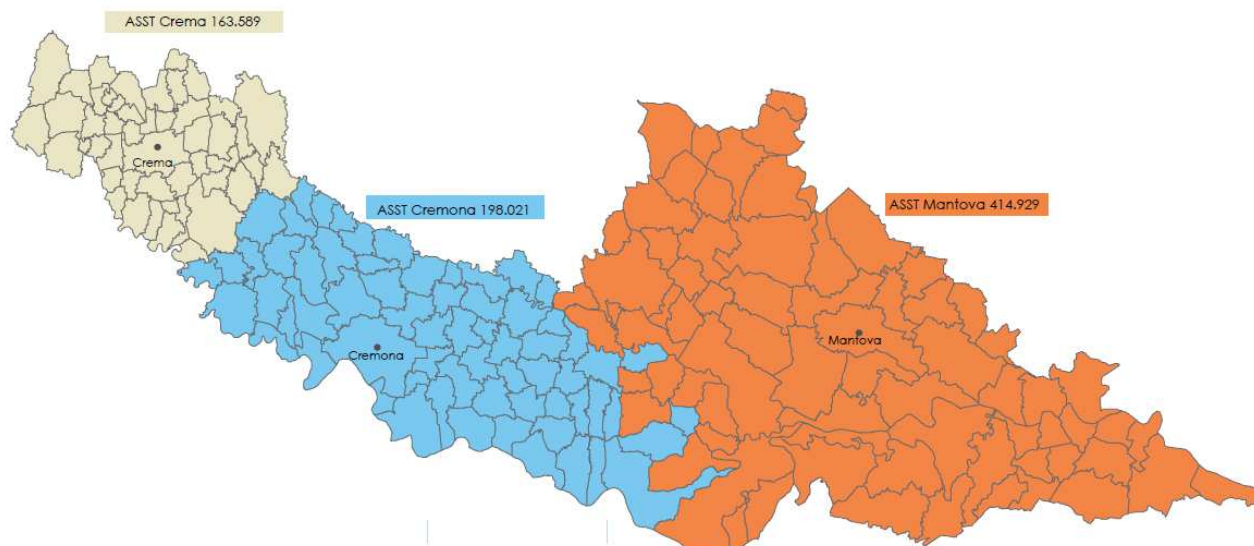 ASST Crema 163.589
Crema
ASST Cremona 198.021
ASST Mantova 414.929
Mantova
Cremona